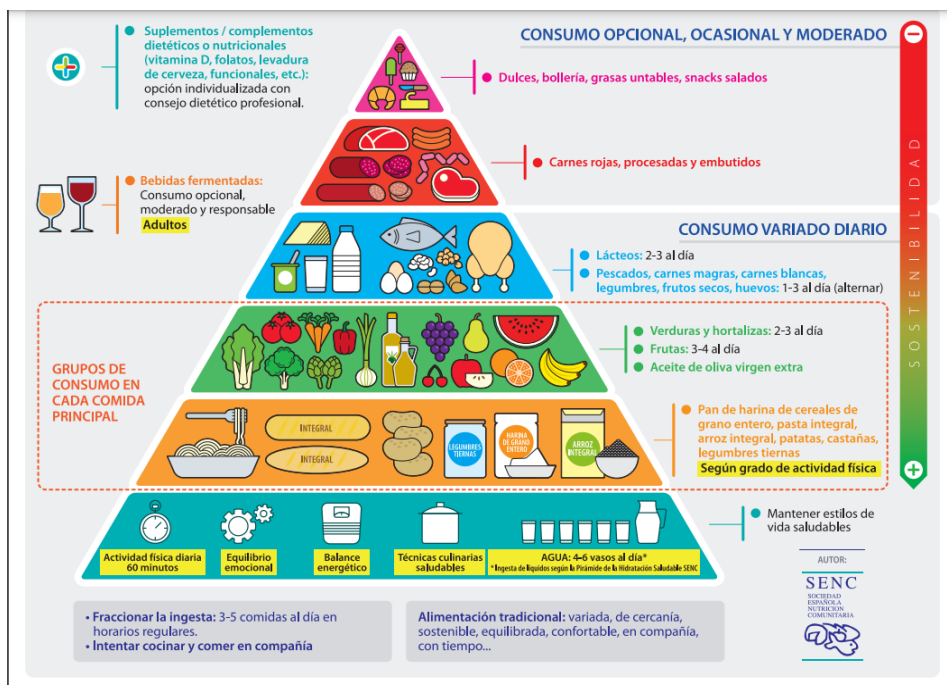 Suplementos / complementos
dietéticos o nutricionales
(vitamina D, folatos, levadura
de cerveza, funcionales, etc.):
opción individualizada con
consejo dietético profesional.
CONSUMO OPCIONAL, OCASIONAL Y MODERADO
Dulces, bollería, grasas untables, snacks salados
Carnes rojas, procesadas y embutidos
Bebidas fermentadas:
Consumo opcional,
moderado y responsable
Adultos
CONSUMO VARIADO DIARIO
Lácteos: 2-3 al día
Pescados, carnes magras, carnes blancas,
legumbres, frutos secos, huevos: 1-3 al día (alternar)
SOSTENIBILIDAD
GRUPOS DE
CONSUMO EN
CADA COMIDA
PRINCIPAL
Verduras y hortalizas: 2-3 al día
Frutas: 3-4 al día
Aceite de oliva virgen extra
INTEGRAL
INTEGRAL
LEGUMBRES
TIERNAS
HARINA
DE GRANO
ENTERO
ARROZ
INTEGRAL
Pan de harina de cereales de
grano entero, pasta integral,
arroz integral, patatas, castañas,
legumbres tiernas
Según grado de actividad física
Actividad física diaria
60 minutos
Equilibrio
emocional
Balance
energético
Técnicas culinarias
saludables
AGUA: 4-6 vasos al día*
* Ingesta de líquidos según la Pirámide de la Hidratación Saludable SENC
Mantener estilos de
vida saludables
• Fraccionar la ingesta: 3-5 comidas al día en
horarios regulares.
• Intentar cocinar y comer en compañía
Alimentación tradicional: variada, de cercanía,
sostenible, equilibrada, confortable, en compañía,
con tiempo...
AUTOR:
SENC
SOCIEDAD
ESPAÑOLA
NUTRICION
COMUNITARIA